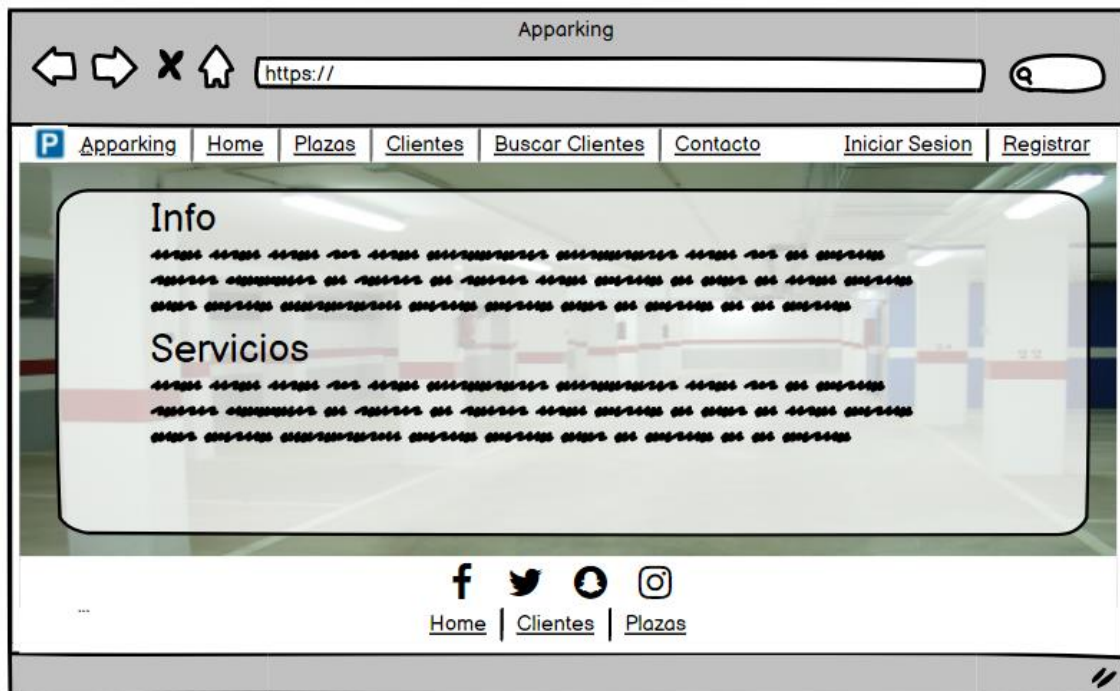 Apparking
https://
P Apparking Home Plazas Clientes Buscar Clientes Contacto Iniciar Sesion Registrar
Info
Servicios
...
Home Clientes Plazas